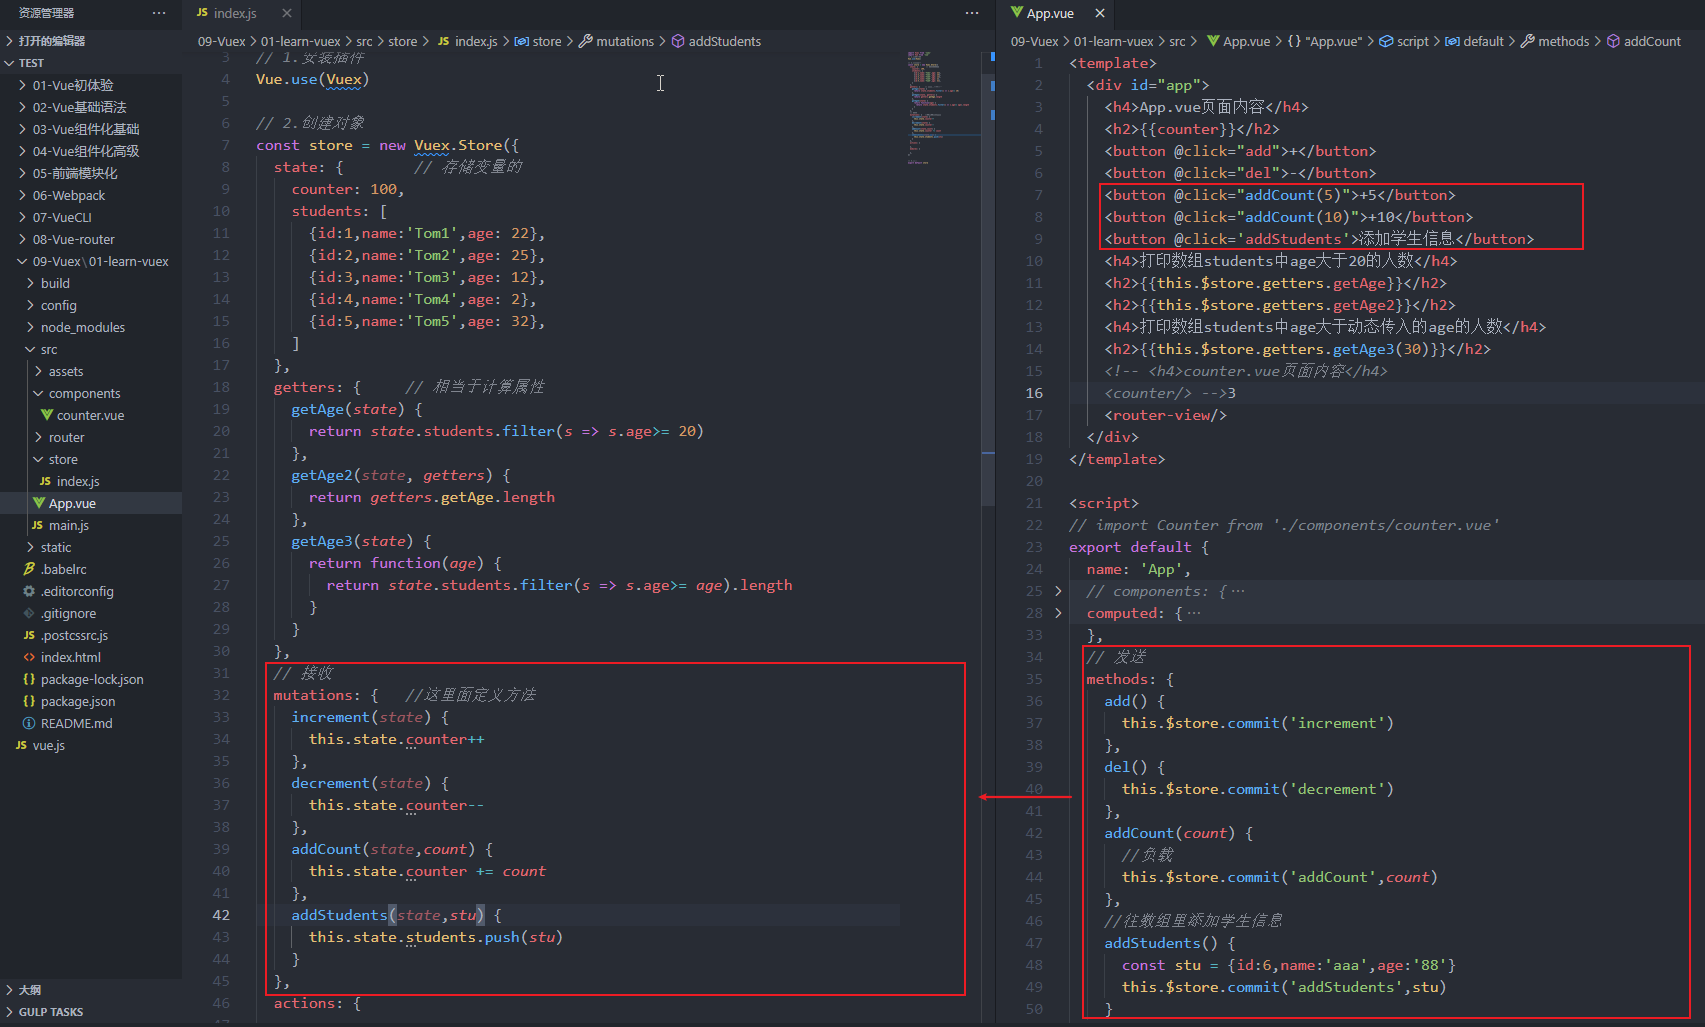 资源管理器
打开的编辑器
TEST
01-Vue初体验
02-Vue基础语法
03-Vue组件化基础
04-Vue组件化高级
05-前端模块化
06-Webpack
07-VueCLI
08-Vue-router
09-Vuex\01-learn-vuex
build
config
node_modules
src
assets
components
counter.vue
router
store
JS index.js
App.vue
JS main.js
static
.babelrc
.editorconfig
.gitignore
JS .postcssrc.js
<> index.html
{} package-lock.json
{} package.json
README.md
JS vue.js
大纲
GULP TASKS
JS index.js
09-Vuex > 01-learn-vuex > src > store > JS index.js > store > mutations > addStudents
3 // 1.安装插件
4 Vue.use(Vuex)
5
6 // 2.创建对象
7 const store = new Vuex.Store({
8 state: { // 存储变量的
9 counter: 100,
10 students: [
11 {id:1,name:'Tom1',age: 22},
12 {id:2,name:'Tom2',age: 25},
13 {id:3,name:'Tom3',age: 12},
14 {id:4,name:'Tom4',age: 2},
15 {id:5,name:'Tom5',age: 32},
16 ]
17 },
18 getters: { // 相当于计算属性
19 getAge(state) {
20 return state.students.filter(s => s.age>= 20)
21 },
22 getAge2(state, getters) {
23 return getters.getAge.length
24 },
25 getAge3(state) {
26 return function(age) {
27 return state.students.filter(s => s.age>= age).length
28 }
29 }
30 },
31 // 接收
32 mutations: { //这里面定义方法
33 increment(state) {
34 this.state.counter++
35 },
36 decrement(state) {
37 this.state.counter--
38 },
39 addCount(state,count) {
40 this.state.counter += count
41 },
42 addStudents(state,stu) {
43 this.state.students.push(stu)
44 }
45 },
46 actions: {
App.vue
09-Vuex > 01-learn-vuex > src > App.vue > {} "App.vue" > script > default > methods > addCount
1 <template>
2 <div id="app">
3 <h4>App.vue页面内容</h4>
4 <h2>{{counter}}</h2>
5 <button @click="add">+</button>
6 <button @click="del">-</button>
7 <button @click="addCount(5)">+5</button>
8 <button @click="addCount(10)">+10</button>
9 <button @click='addStudents'>添加学生信息</button>
10 <h4>打印数组students中age大于20的人数</h4>
11 <h2>{{this.$store.getters.getAge}}</h2>
12 <h2>{{this.$store.getters.getAge2}}</h2>
13 <h4>打印数组students中age大于动态传入的age的人数</h4>
14 <h2>{{this.$store.getters.getAge3(30)}}</h2>
15 <!-- <h4>counter.vue页面内容</h4>
16 <counter/> -->3
17 <router-view/>
18 </div>
19 </template>
20
21 <script>
22 // import Counter from './components/counter.vue'
23 export default {
24 name: 'App',
25 // components: {…
28 computed: {…
33 },
34 // 发送
35 methods: {
36 add() {
37 this.$store.commit('increment')
38 },
39 del() {
40 this.$store.commit('decrement')
41 },
42 addCount(count) {
43 //负载
44 this.$store.commit('addCount',count)
45 },
46 //往数组里添加学生信息
47 addStudents() {
48 const stu = {id:6,name:'aaa',age:'88'}
49 this.$store.commit('addStudents',stu)
50 }